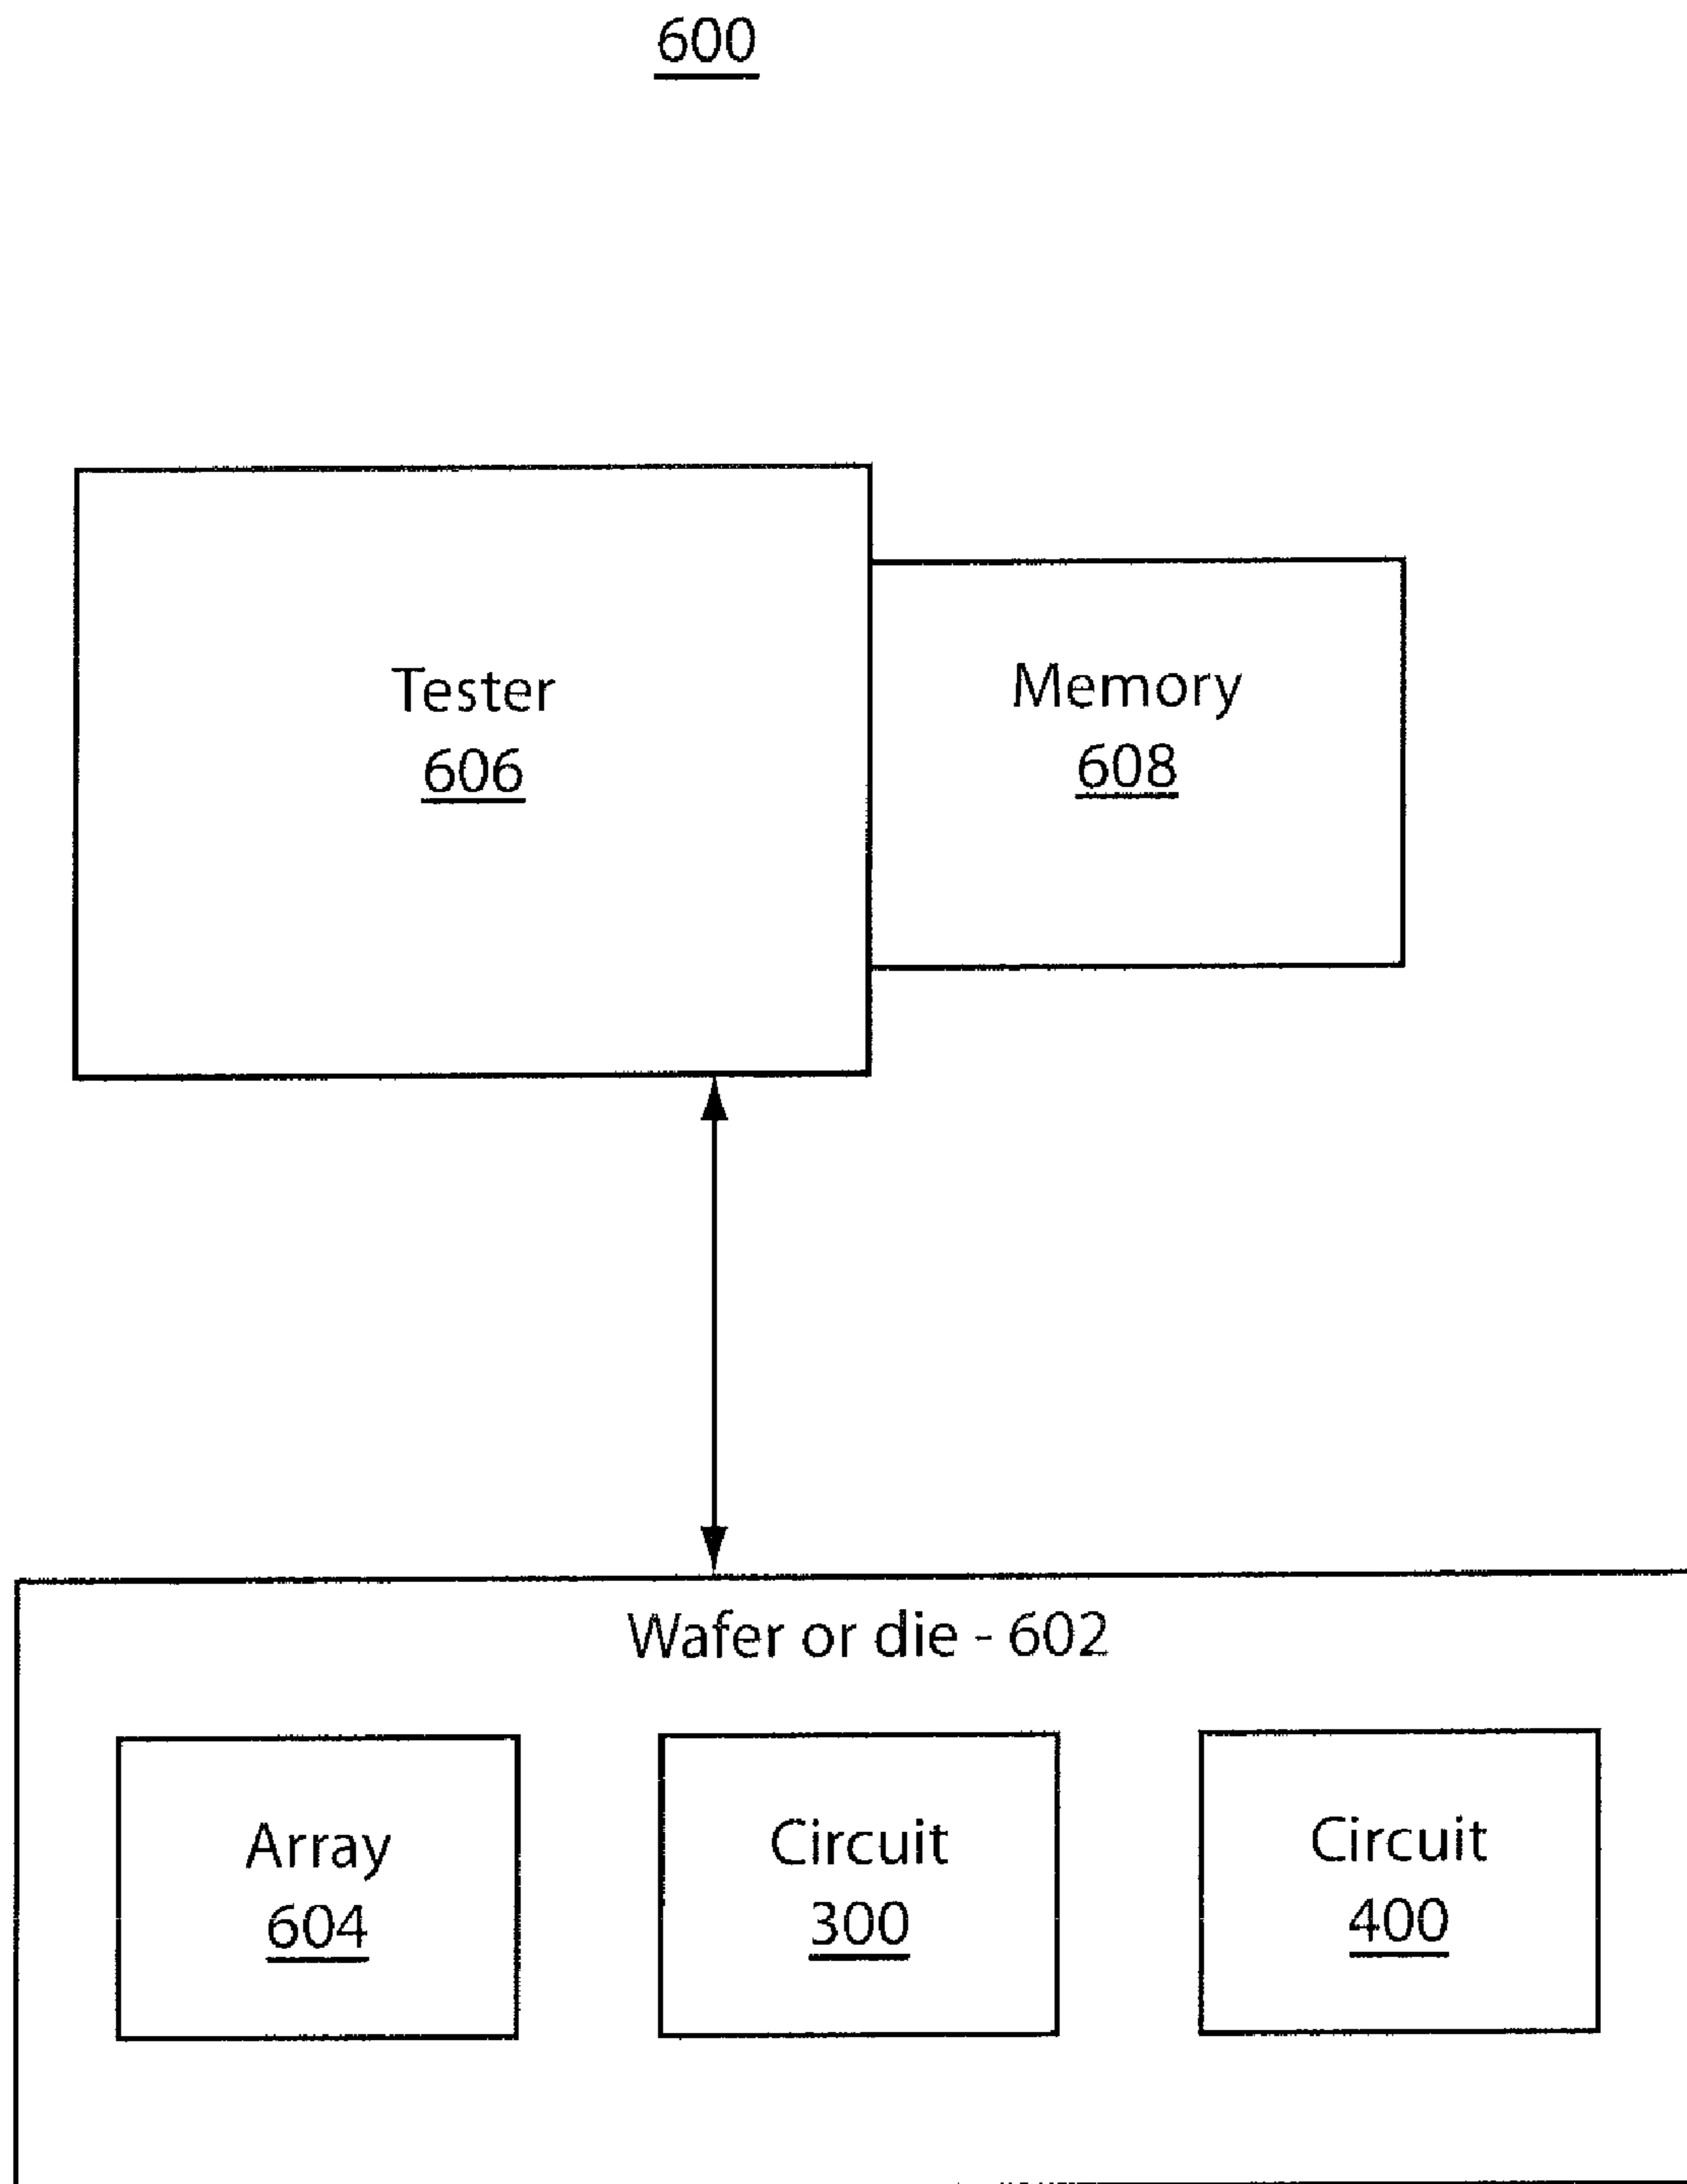 600
Tester
606
Memory
608
Wafer or die - 602
Array
604
Circuit
300
Circuit
400